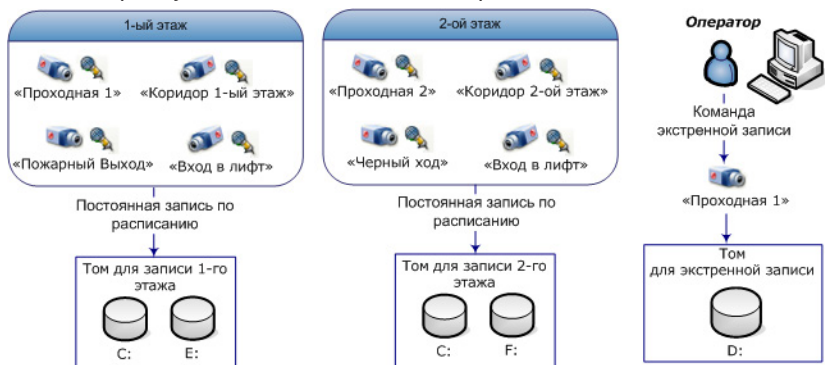 1-ый этаж
«Проходная 1»
«Коридор 1-ый этаж»
«Пожарный Выход»
«Вход в лифт»
Постоянная запись по
расписанию
Том для записи 1-го
этажа
C:
E:
2-ой этаж
«Проходная 2»
«Коридор 2-ой этаж»
«Черный ход»
«Вход в лифт»
Постоянная запись по
расписанию
Том для записи 2-го
этажа
C:
F:
Оператор
Команда
экстренной записи
«Проходная 1»
Том
для экстренной записи
D: